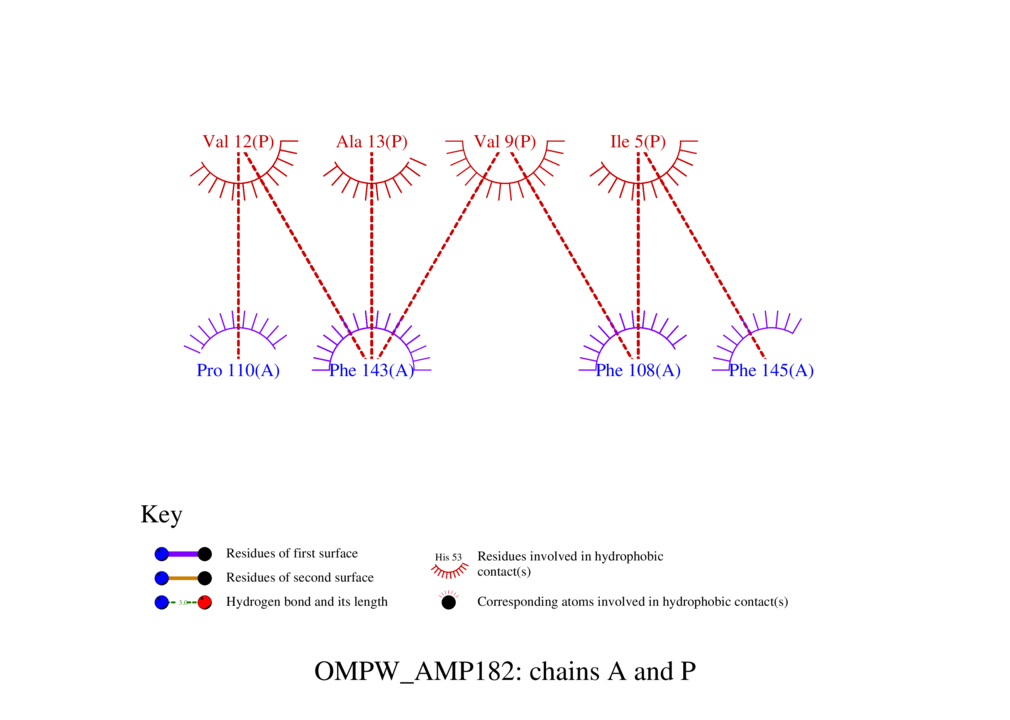 Val 12(P) Ala 13(P) Val 9(P) Ile 5(P)
Pro 110(A) Phe 143(A) Phe 108(A) Phe 145(A)
Key
Residues of first surface
Residues of second surface
3.0 Hydrogen bond and its length
His 53 Residues involved in hydrophobic
contact(s)
Corresponding atoms involved in hydrophobic contact(s)
OMPW_AMP182: chains A and P